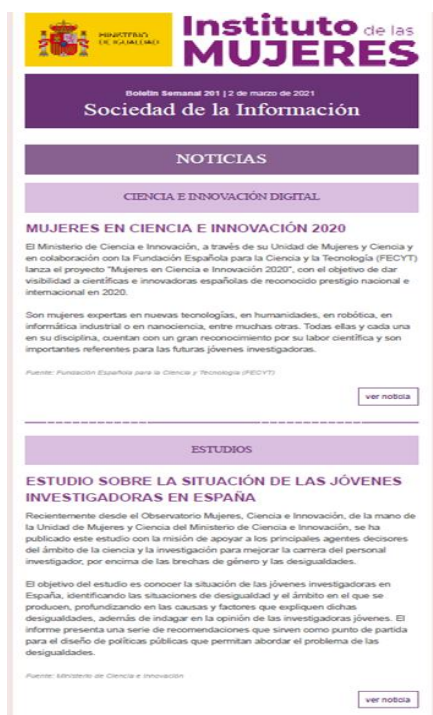 MINISTERIO
DE IGUALDAD
Instituto de las
MUJERES
Boletín Semanal 201 | 2 de marzo de 2021
Sociedad de la Información
NOTICIAS
CIENCIA E INNOVACIÓN DIGITAL
MUJERES EN CIENCIA E INNOVACIÓN 2020
El Ministerio de Ciencia e Innovación, a través de su Unidad de Mujeres y Ciencia y
en colaboración con la Fundación Española para la Ciencia y la Tecnología (FECYT)
lanza el proyecto "Mujeres en Ciencia e Innovación 2020", con el objetivo de dar
visibilidad a científicas e innovadoras españolas de reconocido prestigio nacional e
internacional en 2020.
Son mujeres expertas en nuevas tecnologías, en humanidades, en robótica, en
informática industrial o en nanociencia, entre muchas otras. Todas ellas y cada una
en su disciplina, cuentan con un gran reconocimiento por su labor científica y son
importantes referentes para las futuras jóvenes investigadoras.
Fuente: Fundación Española para la Ciencia y Tecnología (FECYT)
ver noticia
ESTUDIOS
ESTUDIO SOBRE LA SITUACIÓN DE LAS JÓVENES
INVESTIGADORAS EN ESPAÑA
Recientemente desde el Observatorio Mujeres, Ciencia e Innovación, de la mano de
la Unidad de Mujeres y Ciencia del Ministerio de Ciencia e Innovación, se ha
publicado este estudio con la misión de apoyar a los principales agentes decisores
del ámbito de la ciencia y la investigación para mejorar la carrera del personal
investigador, por encima de las brechas de género y las desigualdades.
El objetivo del estudio es conocer la situación de las jóvenes investigadoras en
España, identificando las situaciones de desigualdad y el ámbito en el que se
producen, profundizando en las causas y factores que expliquen dichas
desigualdades, además de indagar en la opinión de las investigadoras jóvenes. El
informe presenta una serie de recomendaciones que sirven como punto de partida
para el diseño de políticas públicas que permitan abordar el problema de las
desigualdades.
Fuente: Ministerio de Ciencia e Innovación
ver noticia